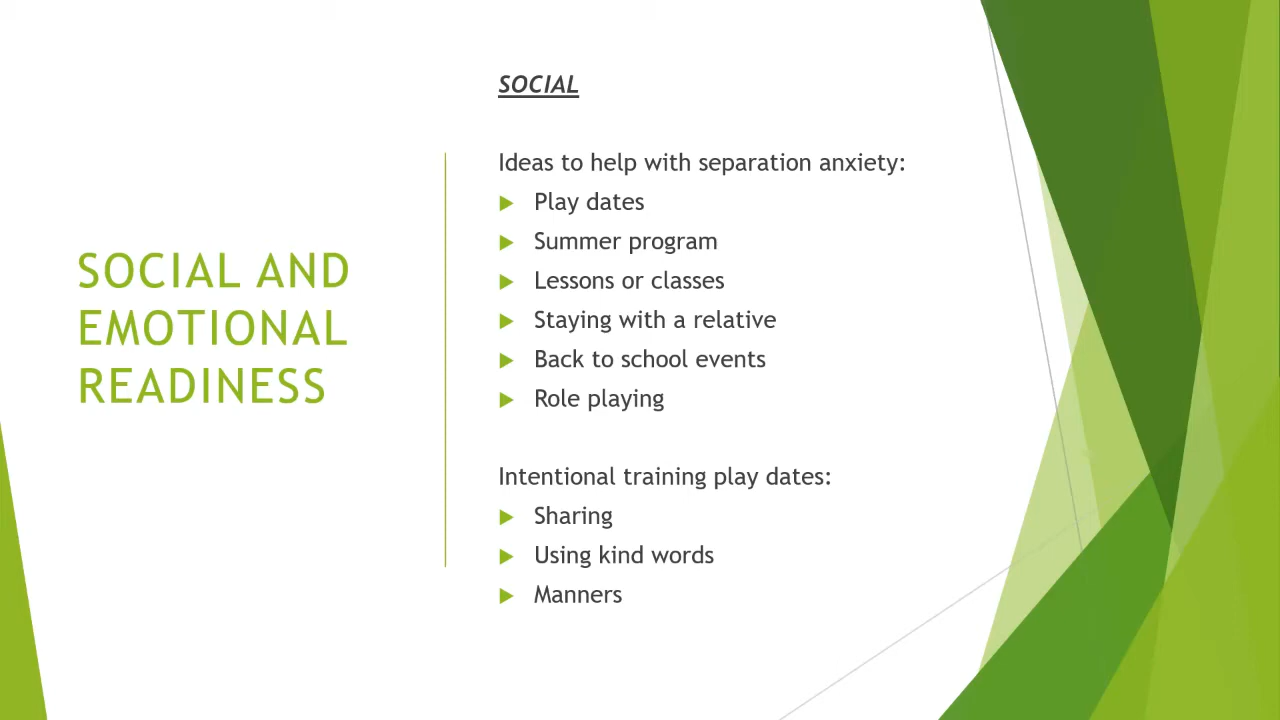 SOCIAL AND
EMOTIONAL
READINESS
SOCIAL
Ideas to help with separation anxiety:
Play dates
Summer program
Lessons or classes
Staying with a relative
Back to school events
Role playing
Intentional training play dates:
Sharing
Using kind words
Manners